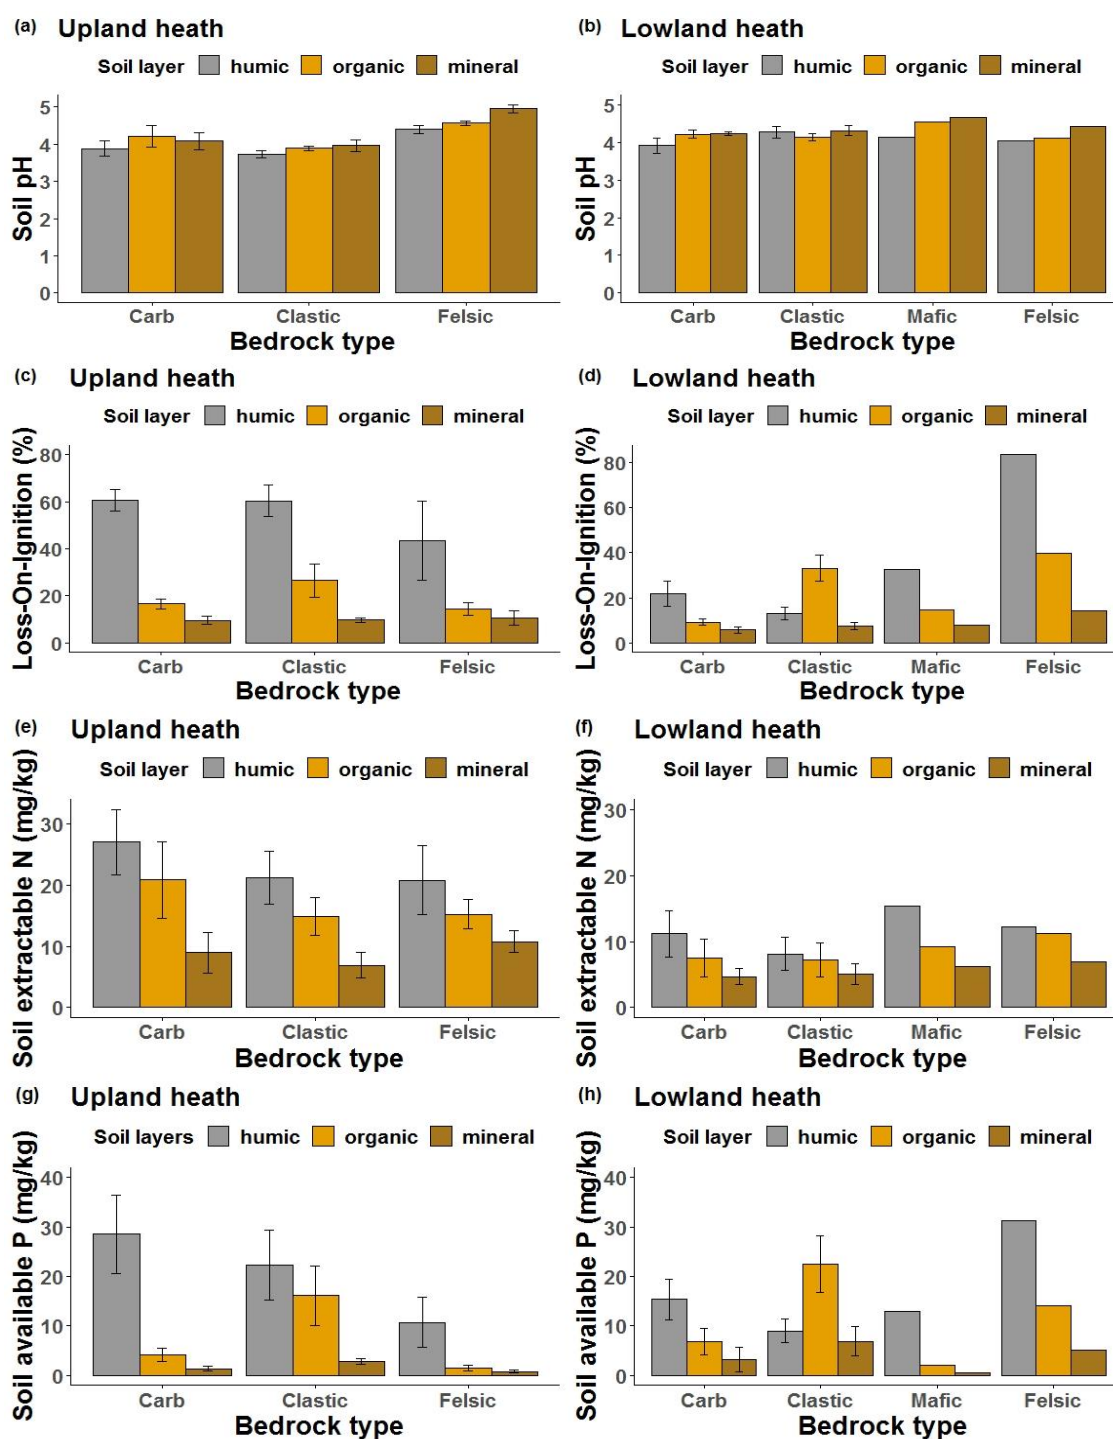 (a) Upland heath
Soil layer humic organic mineral
Soil pH
5
4
3
2
1
0
Carb Clastic Felsic
Bedrock type
(b) Lowland heath
Soil layer humic organic mineral
Soil pH
5
4
3
2
1
0
Carb Clastic Mafic Felsic
Bedrock type
(c) Upland heath
Soil layer humic organic mineral
Loss-On-Ignition (%)
80
60
40
20
0
Carb Clastic Felsic
Bedrock type
(d) Lowland heath
Soil layer humic organic mineral
Loss-On-Ignition (%)
80
60
40
20
0
Carb Clastic Mafic Felsic
Bedrock type
(e) Upland heath
Soil layer humic organic mineral
Soil extractable N (mg/kg)
30
20
10
0
Carb Clastic Felsic
Bedrock type
(f) Lowland heath
Soil layer humic organic mineral
Soil extractable N (mg/kg)
30
20
10
0
Carb Clastic Mafic Felsic
Bedrock type
(g) Upland heath
Soil layers humic organic mineral
Soil available P (mg/kg)
40
30
20
10
0
Carb Clastic Felsic
Bedrock type
(h) Lowland heath
Soil layer humic organic mineral
Soil available P (mg/kg)
40
30
20
10
0
Carb Clastic Mafic Felsic
Bedrock type